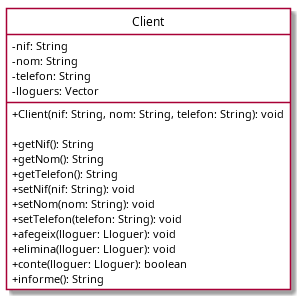 Client
-nif: String
-nom: String
-telefon: String
-lloguers: Vector
+Client(nif: String, nom: String, telefon: String): void
+getNif(): String
+getNom(): String
+getTelefon(): String
+setNif(nif: String): void
+setNom(nom: String): void
+setTelefon(telefon: String): void
+afegeix(lloguer: Lloguer): void
+elimina(lloguer: Lloguer): void
+conte(lloguer: Lloguer): boolean
+informe(): String